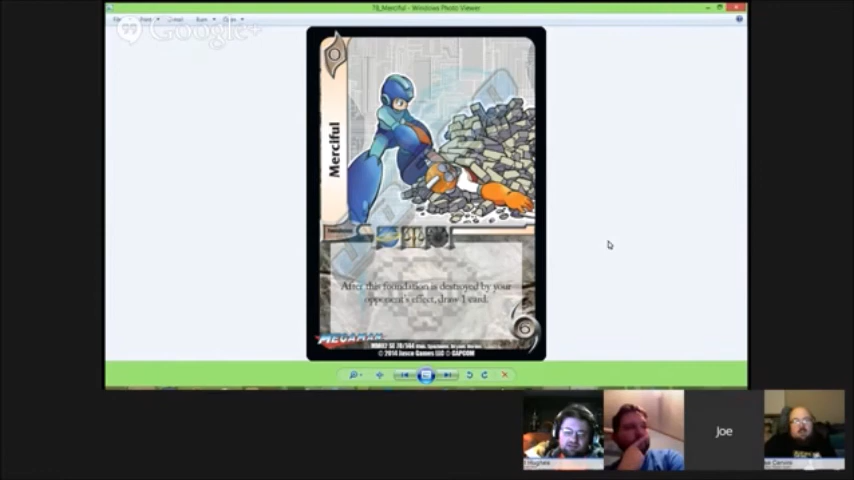 78_Merciful - Windows Photo Viewer
Google+
Merciful
After this foundation is destroyed by your
opponent's effect, draw 1 card.
6
MEGAMAN
© 2014 Jasco Games LLC © CAPCOM
Joe
Hughes